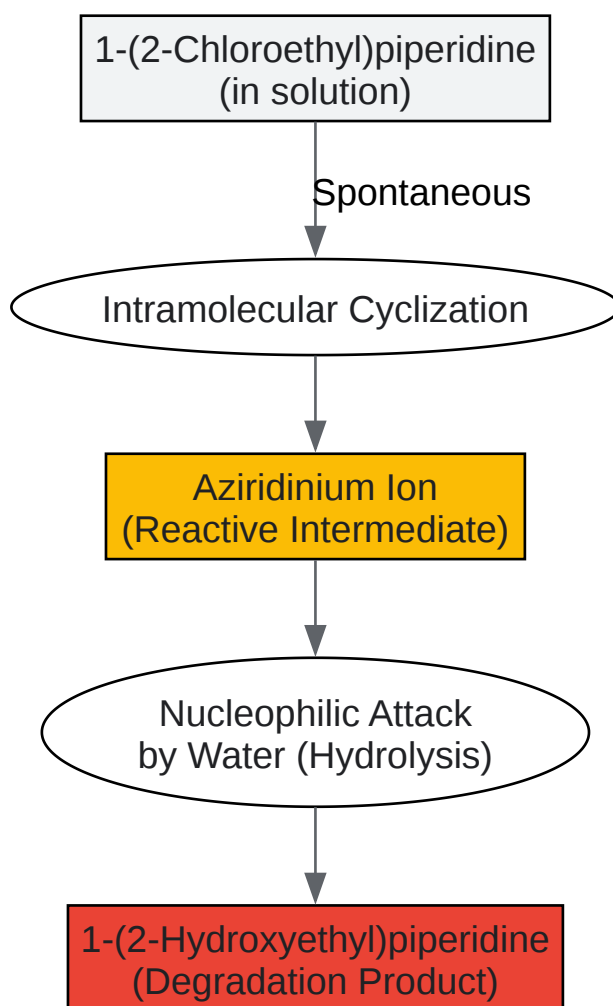 1-(2-Chloroethyl)piperidine
(in solution)
Spontaneous
Intramolecular Cyclization
Aziridinium Ion
(Reactive Intermediate)
Nucleophilic Attack
by Water (Hydrolysis)
1-(2-Hydroxyethyl)piperidine
(Degradation Product)